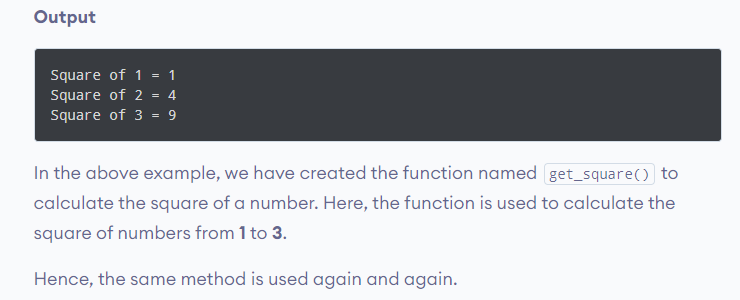 Output
Square of 1 = 1
Square of 2 = 4
Square of 3 = 9
In the above example, we have created the function named get_square() to
calculate the square of a number. Here, the function is used to calculate the
square of numbers from 1 to 3.
Hence, the same method is used again and again.